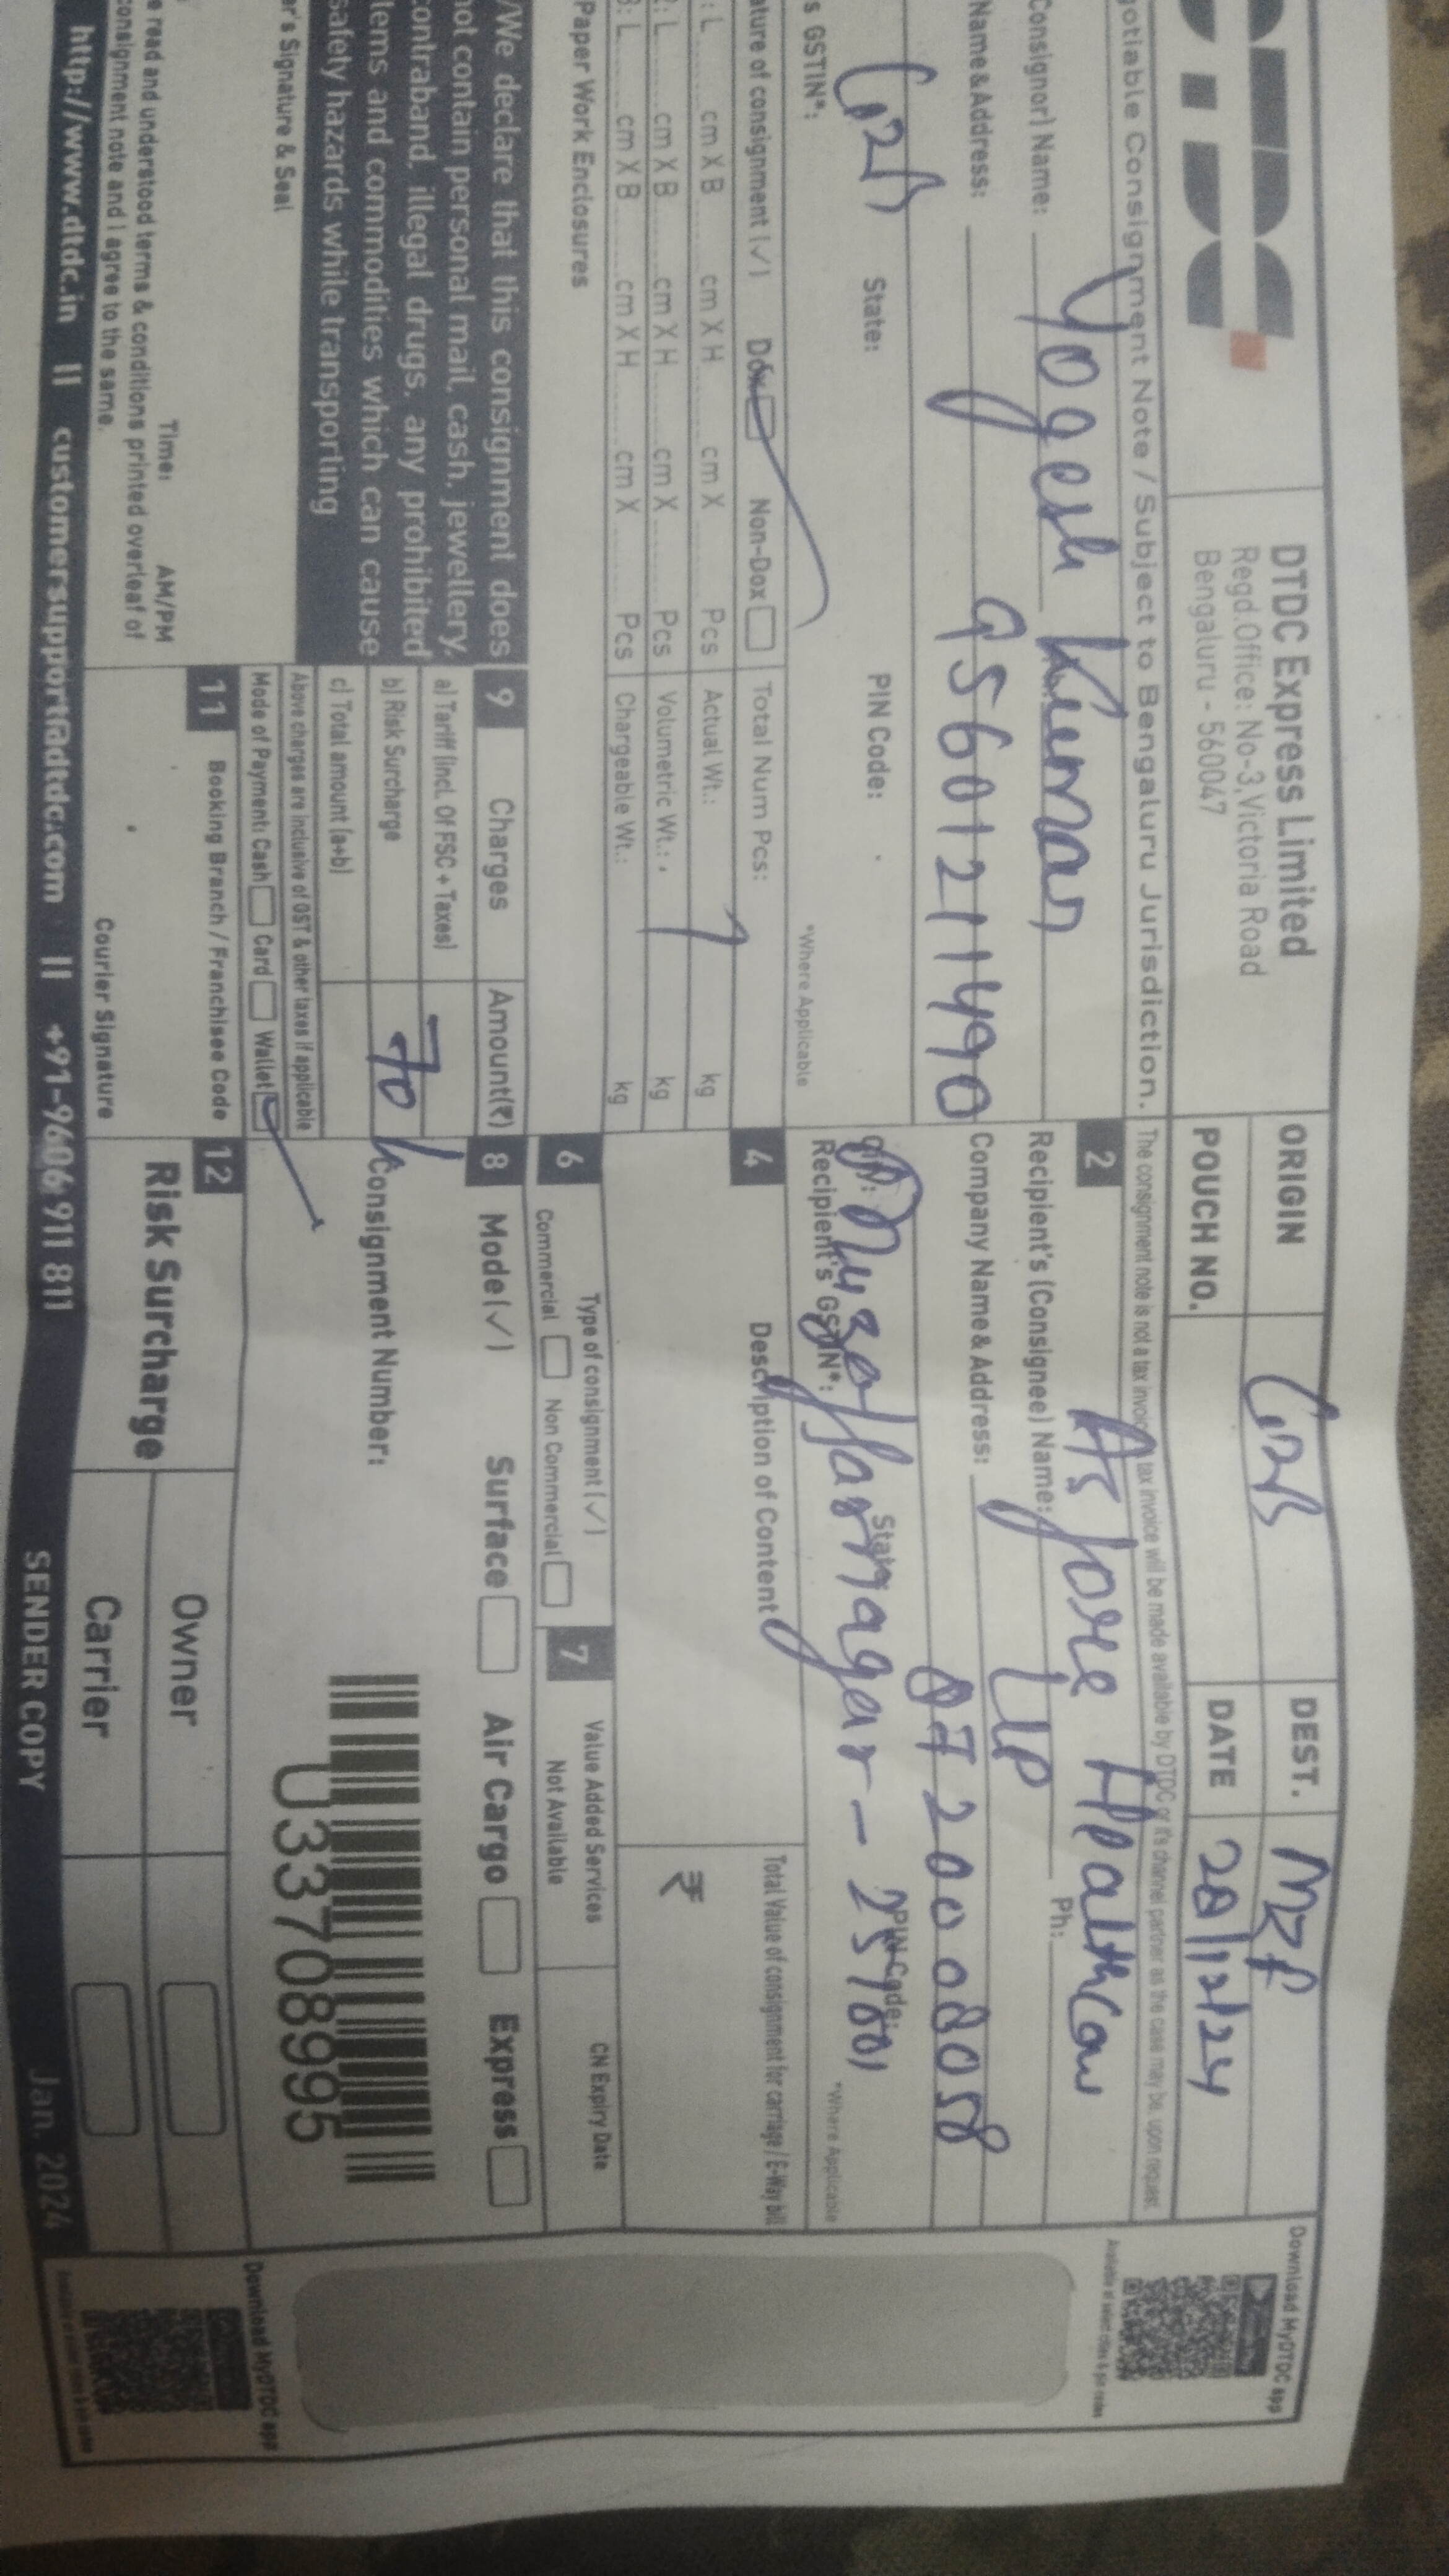 DTDC Express Limited
Regd.Office: No-3,Victoria Road
Bengaluru - 560047
ORIGIN
DEST. MZF
POUCH NO.
DATE 28/12/24
Download MyDTDC app
gotiable Consignment Note / Subject to Bengaluru Jurisdiction.
The consignment note is not a tax invoice tax invoice will be made available by DTDC or it's channel partner as the case may be upon request.
Consignor) Name: Yogesh Kumar
2 Recipient's (Consignee) Name: As fore Healthcare
Ph:
Name & Address: 9560121490
Company Name & Address: UP
State:
PIN Code:
Muzaffarnagar - 251001
State:
PIN Code:
s GSTIN*:
*Where Applicable
Recipient's GSTIN*:
*Where Applicable
ature of consignment (✓) Dox Non-Dox
Total Num Pcs:
: L cm X B cm X H cm X Pcs
Actual Wt.: kg
: L cm X B cm X H cm X Pcs
Volumetric Wt.: kg
3: L cm X B cm X H cm X Pcs
Chargeable Wt.: kg
4 Description of Content
Total Value of consignment for carriage / E-Way bill
₹
Paper Work Enclosures
6 Type of consignment (✓)
Commercial Non Commercial
7 Value Added Services
Not Available
CN Expiry Date
/We declare that this consignment does
not contain personal mail, cash, jewellery,
contraband, illegal drugs, any prohibited
items and commodities which can cause
safety hazards while transporting
9 Charges Amount(₹)
a) Tariff (incl. Of FSC + Taxes)
b) Risk Surcharge
70
c) Total amount (a+b)
Above charges are inclusive of GST & other taxes if applicable
Mode of Payment: Cash Card Wallet
8 Mode (✓) Surface Air Cargo Express
Consignment Number:
U33708995
er's Signature & Seal
11 Booking Branch / Franchisee Code
12 Risk Surcharge
Owner
Carrier
Download MyDTDC app
Time: AM/PM
e read and understood terms & conditions printed overleaf of
consignment note and I agree to the same.
Courier Signature
http://www.dtdc.in || customersupport@dtdc.com || +91-9606 911 811
SENDER COPY
Jan. 2024